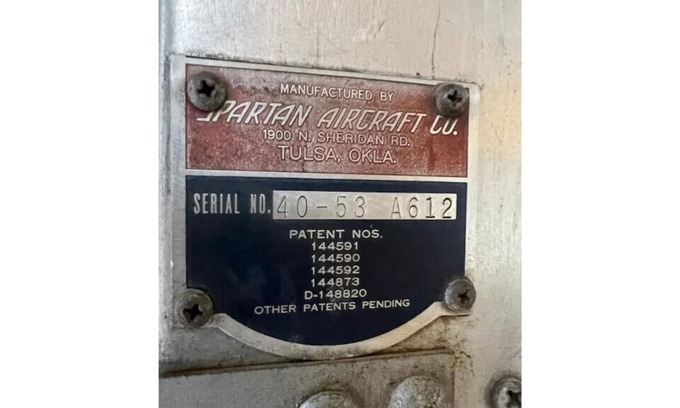 MANUFACTURED BY
SPARTAN AIRCRAFT CO.
1900 N. SHERIDAN RD.
TULSA, OKLA.
SERIAL NO. 40-53 A612
PATENT NOS.
144591
144590
144592
144873
D-148820
OTHER PATENTS PENDING